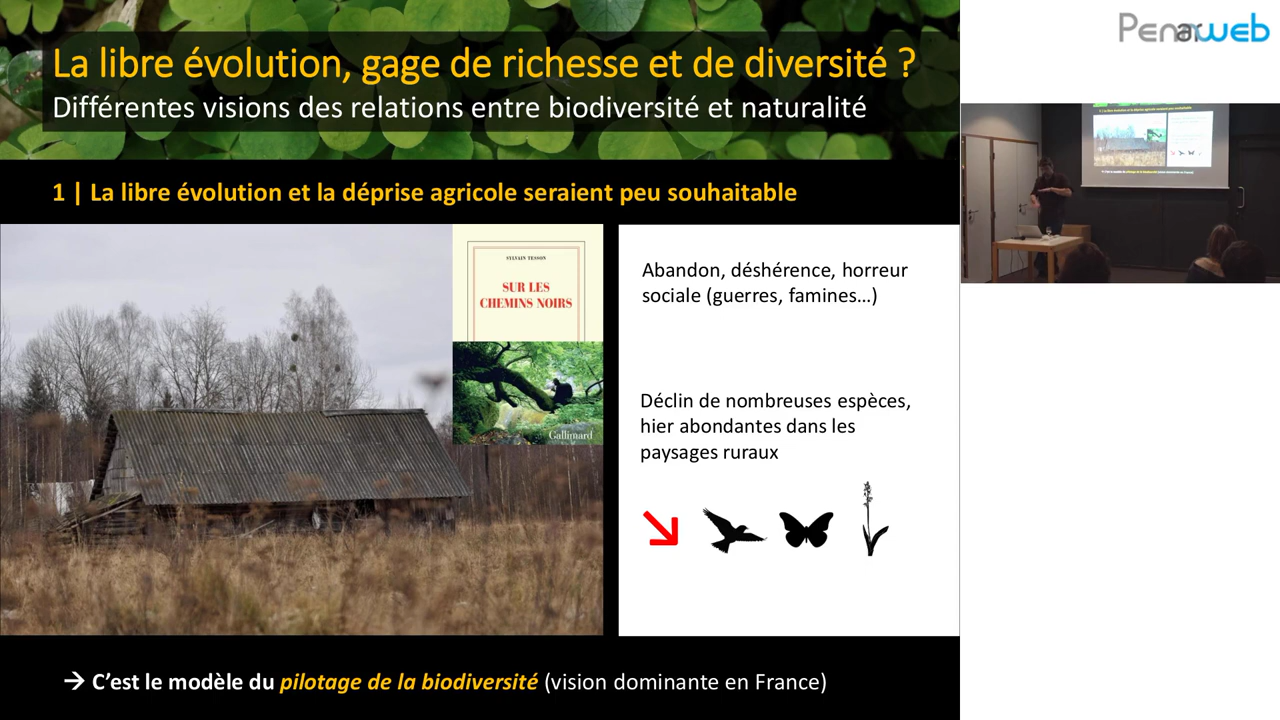 La libre évolution, gage de richesse et de diversité ?
Différentes visions des relations entre biodiversité et naturalité
1 | La libre évolution et la déprise agricole seraient peu souhaitable
SYLVAIN TESSON
SUR LES
CHEMINS NOIRS
Gallimard
Abandon, déshérence, horreur
sociale (guerres, famines…)
Déclin de nombreuses espèces,
hier abondantes dans les
paysages ruraux
→ C’est le modèle du pilotage de la biodiversité (vision dominante en France)
Penarweb